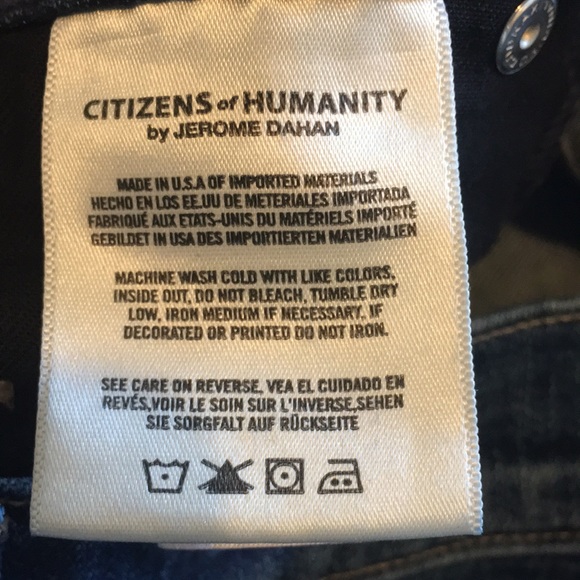 CITIZENS of HUMANITY
by JEROME DAHAN
MADE IN U.S.A OF IMPORTED MATERIALS
HECHO EN LOS EE.UU DE METERIALES IMPORTADA
FABRIQUÉ AUX ETATS-UNIS DU MATÉRIELS IMPORTÉ
GEBILDET IN USA DES IMPORTIERTEN MATERIALIEN
MACHINE WASH COLD WITH LIKE COLORS,
INSIDE OUT, DO NOT BLEACH, TUMBLE DRY
LOW, IRON MEDIUM IF NECESSARY. IF
DECORATED OR PRINTED DO NOT IRON.
SEE CARE ON REVERSE, VEA EL CUIDADO EN
REVÉS,VOIR LE SOIN SUR L'INVERSE,SEHEN
SIE SORGFALT AUF RÜCKSEITE